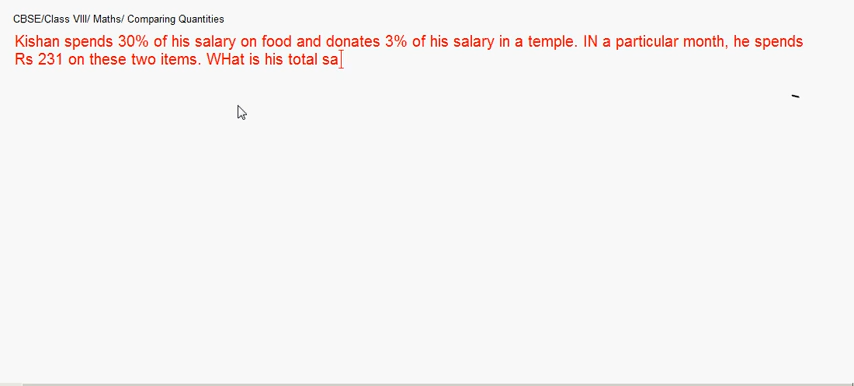 CBSE/Class VIII/ Maths/ Comparing Quantities
Kishan spends 30% of his salary on food and donates 3% of his salary in a temple. IN a particular month, he spends
Rs 231 on these two items. WHat is his total sa